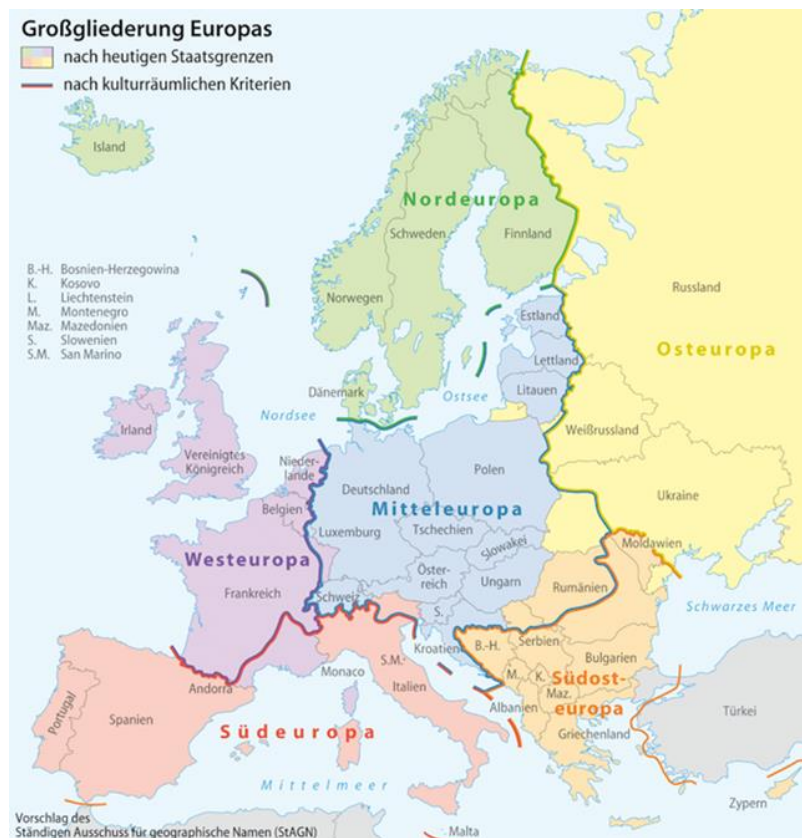 Großgliederung Europas
nach heutigen Staatsgrenzen
nach kulturräumlichen Kriterien
Island
Nordeuropa
Schweden
Finnland
B.-H. Bosnien-Herzegowina
K. Kosovo
L. Liechtenstein
M. Montenegro
Maz. Mazedonien
S. Slowenien
S.M. San Marino
Norwegen
Russland
Estland
Osteuropa
Lettland
Dänemark
Ostsee
Litauen
Nordsee
Irland
Weißrussland
Vereinigtes
Königreich
Nieder-
lande
Polen
Deutschland
Ukraine
Belgien
Mitteleuropa
Luxemburg
Tschechien
Slowakei
Moldawien
Westeuropa
Öster-
reich
Ungarn
Rumänien
Frankreich
Schweiz
S.
Schwarzes Meer
Kroatien
B.-H.
Serbien
S.M.
Bulgarien
Monaco
Andorra
Italien
M.
K.
Südost-
europa
Maz.
Albanien
Portugal
Spanien
Südeuropa
Griechenland
Türkei
Mittelmeer
Zypern
Vorschlag des
Ständigen Ausschuss für geographische Namen (StAGN)
Malta